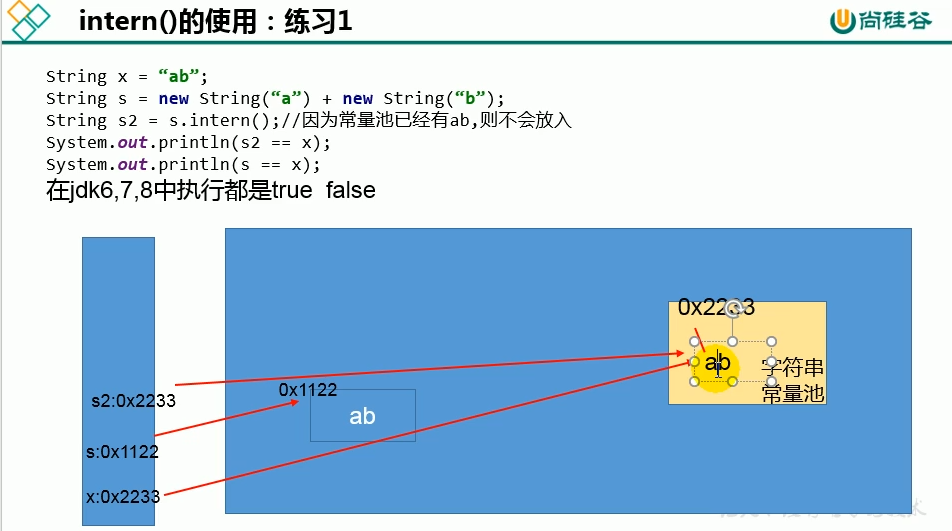 intern()的使用：练习1
尚硅谷
String x = “ab”;
String s = new String(“a”) + new String(“b”);
String s2 = s.intern();//因为常量池已经有ab,则不会放入
System.out.println(s2 == x);
System.out.println(s == x);
在jdk6,7,8中执行都是true false
0x2233
ab
字符串
常量池
0x1122
ab
s2:0x2233
s:0x1122
x:0x2233